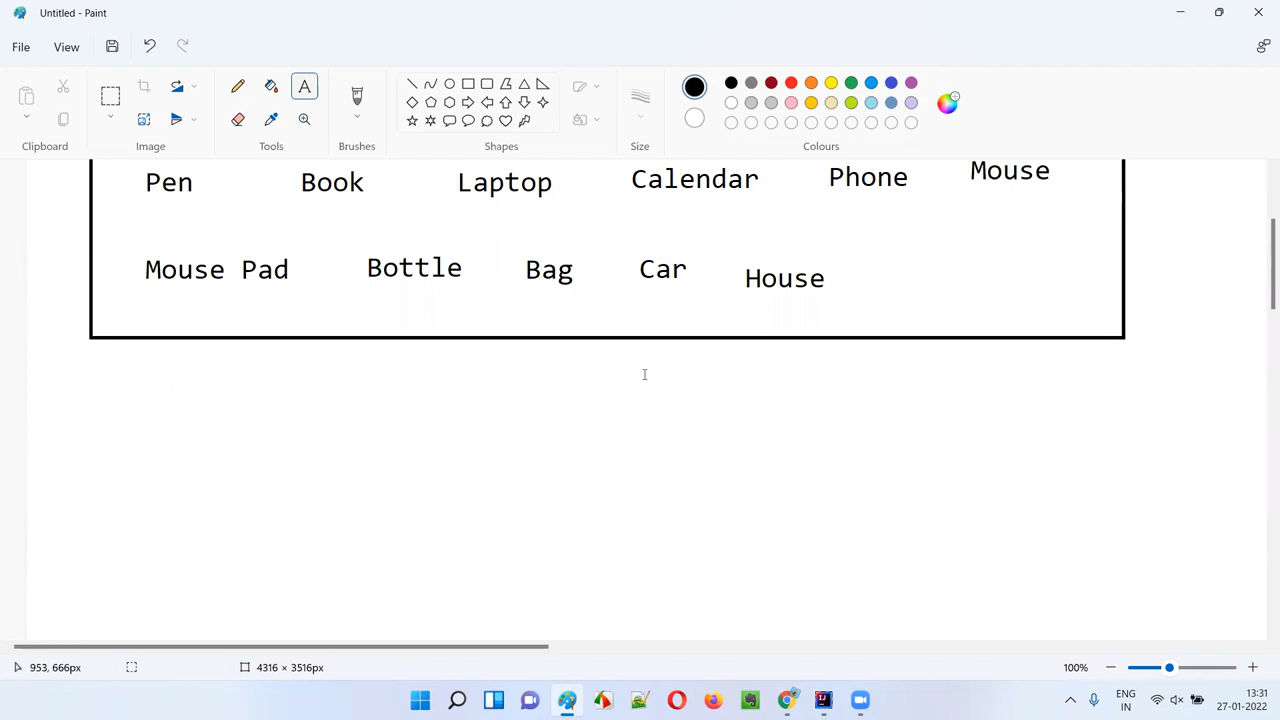 Untitled - Paint
File View
Clipboard Image Tools Brushes Shapes Size Colours
Pen Book Laptop Calendar Phone Mouse
Mouse Pad Bottle Bag Car House
953, 666px 4316 × 3516px 100%
ENG 13:31
IN 27-01-2022